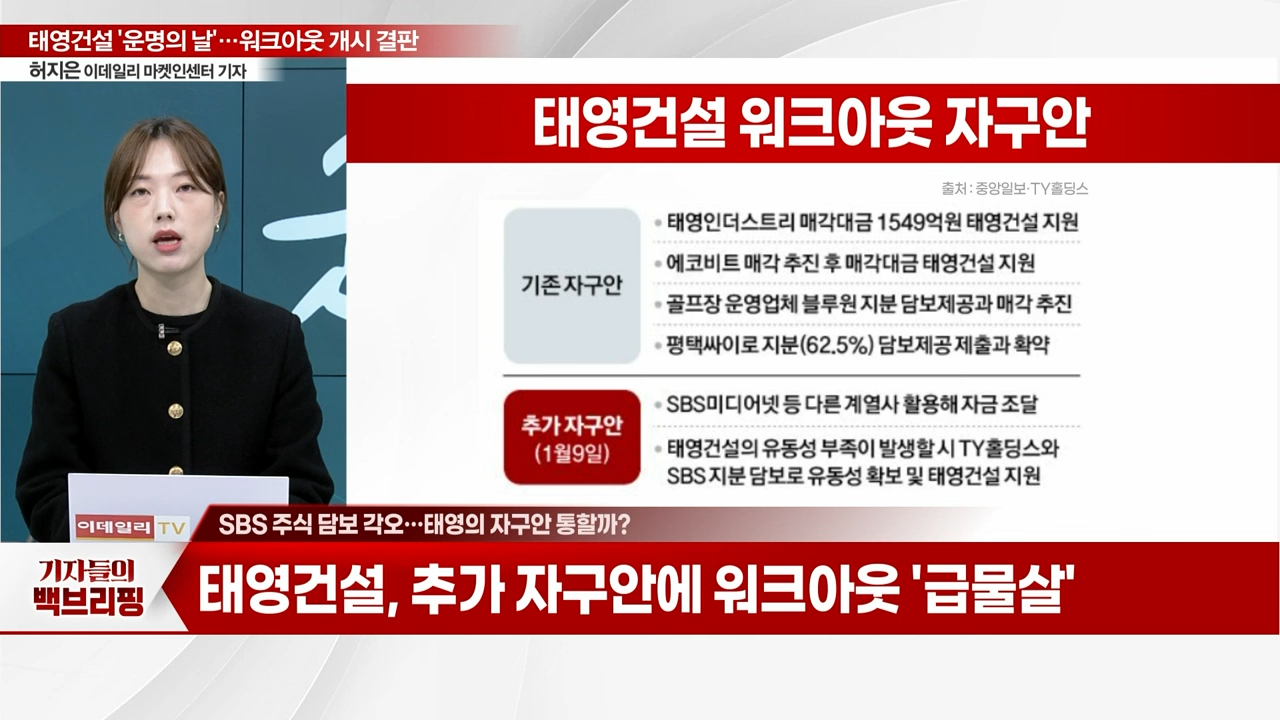 태영건설 '운명의 날'…워크아웃 개시 결판
허지은 이데일리 마켓인센터 기자
태영건설 워크아웃 자구안
출처 : 중앙일보·TY홀딩스
기존 자구안
• 태영인더스트리 매각대금 1549억원 태영건설 지원
• 에코비트 매각 추진 후 매각대금 태영건설 지원
• 골프장 운영업체 블루원 지분 담보제공과 매각 추진
• 평택싸이로 지분(62.5%) 담보제공 제출과 확약
추가 자구안
(1월9일)
• SBS미디어넷 등 다른 계열사 활용해 자금 조달
• 태영건설의 유동성 부족이 발생할 시 TY홀딩스와
SBS 지분 담보로 유동성 확보 및 태영건설 지원
이데일리 TV
SBS 주식 담보 각오…태영의 자구안 통할까?
기자들의
백브리핑
태영건설, 추가 자구안에 워크아웃 '급물살'